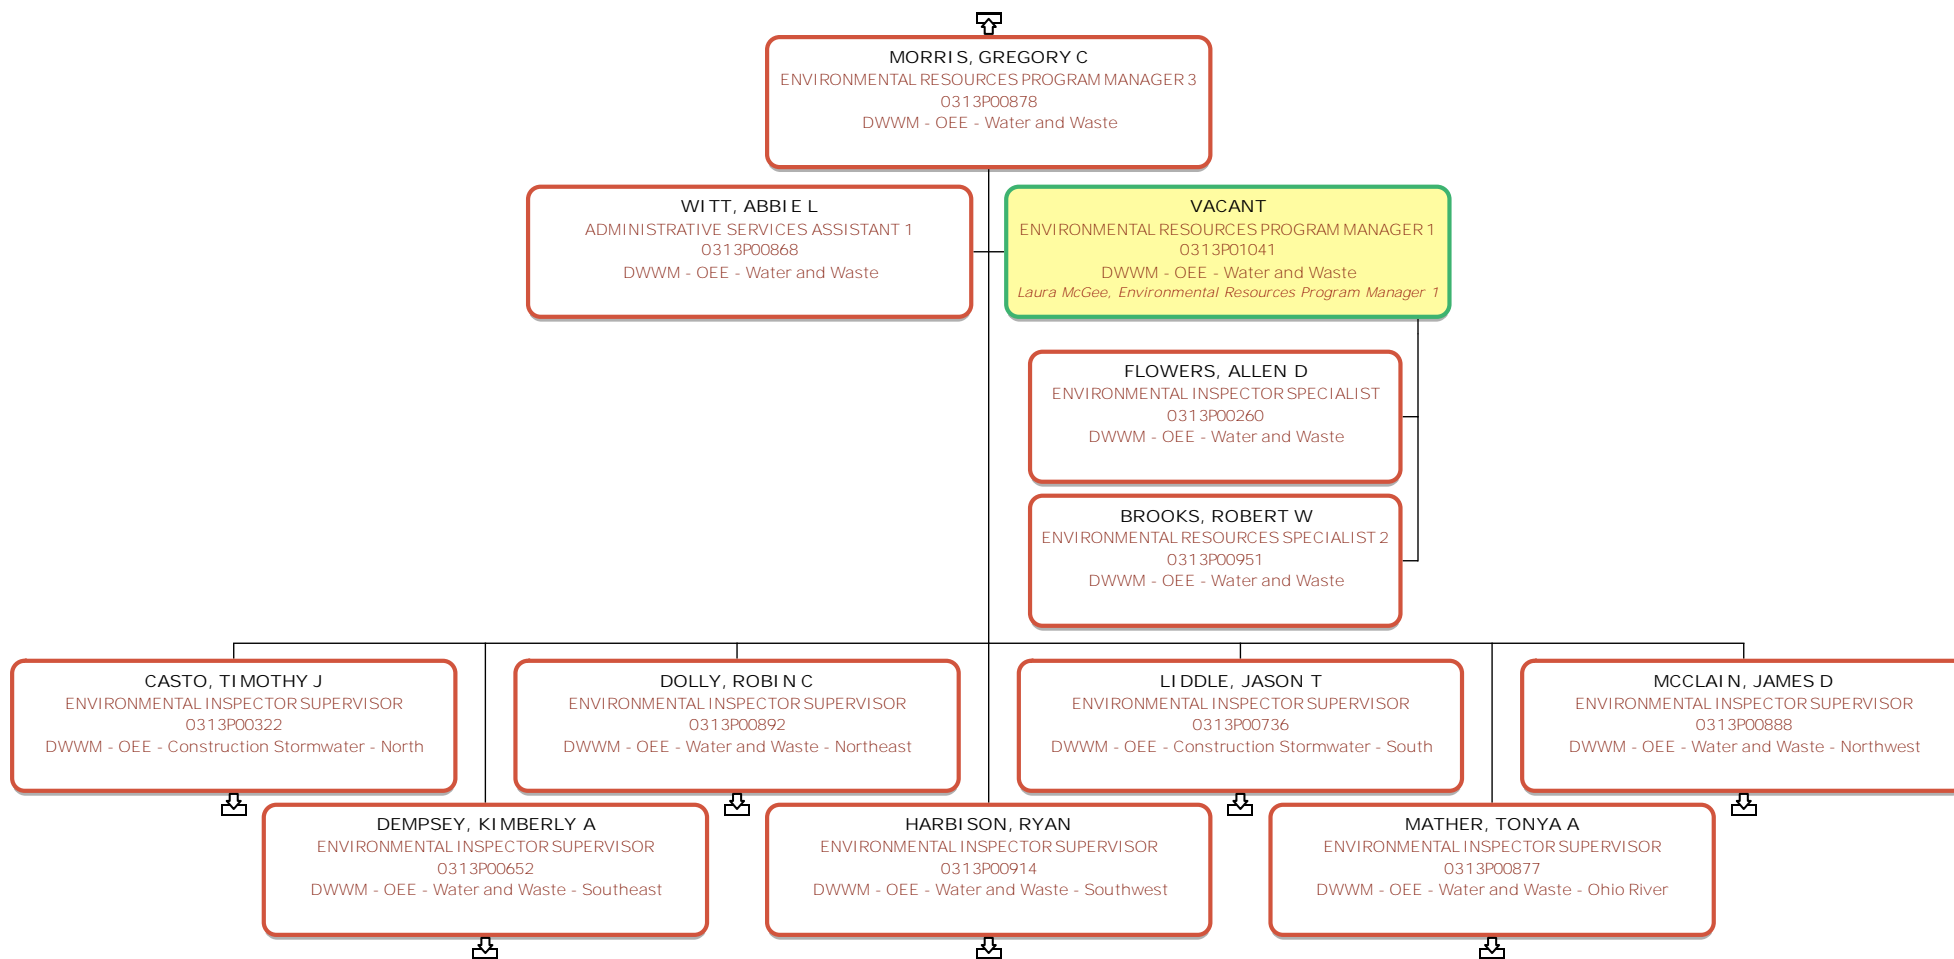 MORRIS, GREGORY C
ENVIRONMENTAL RESOURCES PROGRAM MANAGER 3
0313P00878
DWWM - OEE - Water and Waste
WITT, ABBIE L
ADMINISTRATIVE SERVICES ASSISTANT 1
0313P00868
DWWM - OEE - Water and Waste
VACANT
ENVIRONMENTAL RESOURCES PROGRAM MANAGER 1
0313P01041
DWWM - OEE - Water and Waste
Laura McGee, Environmental Resources Program Manager 1
FLOWERS, ALLEN D
ENVIRONMENTAL INSPECTOR SPECIALIST
0313P00260
DWWM - OEE - Water and Waste
BROOKS, ROBERT W
ENVIRONMENTAL RESOURCES SPECIALIST 2
0313P00951
DWWM - OEE - Water and Waste
CASTO, TIMOTHY J
ENVIRONMENTAL INSPECTOR SUPERVISOR
0313P00322
DWWM - OEE - Construction Stormwater - North
DOLLY, ROBIN C
ENVIRONMENTAL INSPECTOR SUPERVISOR
0313P00892
DWWM - OEE - Water and Waste - Northeast
LIDDLE, JASON T
ENVIRONMENTAL INSPECTOR SUPERVISOR
0313P00736
DWWM - OEE - Construction Stormwater - South
MCCLAIN, JAMES D
ENVIRONMENTAL INSPECTOR SUPERVISOR
0313P00888
DWWM - OEE - Water and Waste - Northwest
DEMPSEY, KIMBERLY A
ENVIRONMENTAL INSPECTOR SUPERVISOR
0313P00652
DWWM - OEE - Water and Waste - Southeast
HARBISON, RYAN
ENVIRONMENTAL INSPECTOR SUPERVISOR
0313P00914
DWWM - OEE - Water and Waste - Southwest
MATHER, TONYA A
ENVIRONMENTAL INSPECTOR SUPERVISOR
0313P00877
DWWM - OEE - Water and Waste - Ohio River